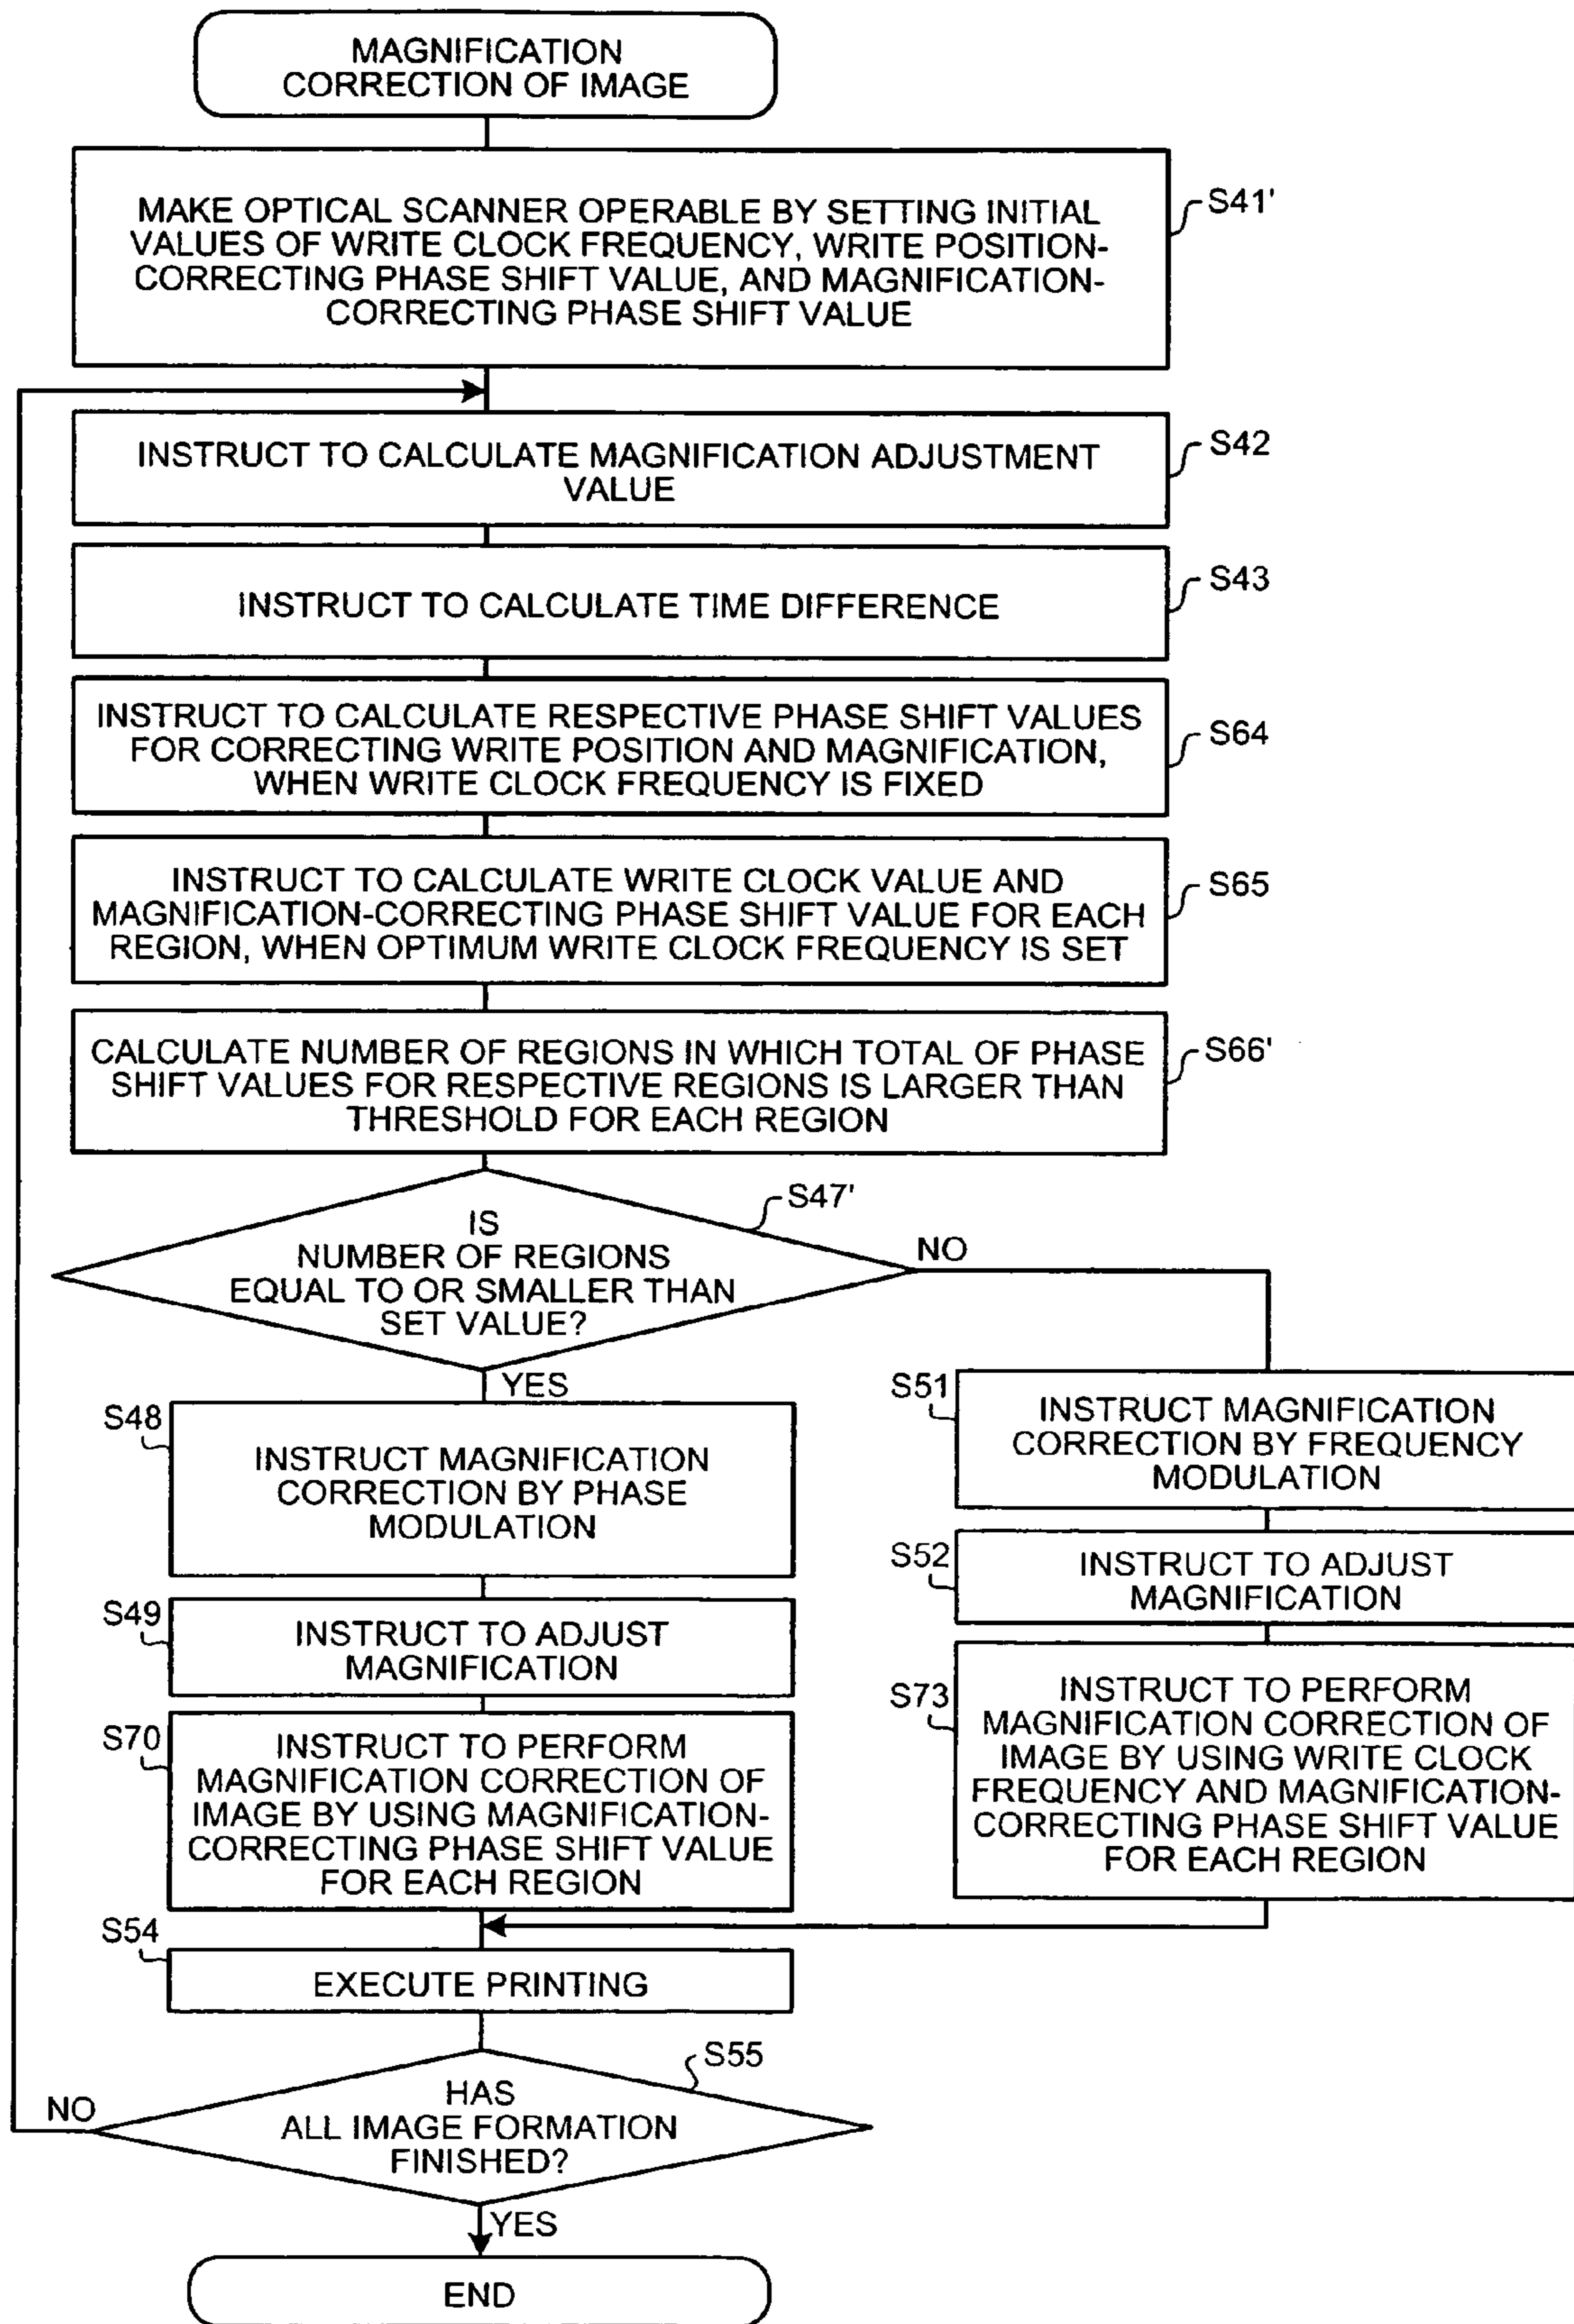 MAGNIFICATION
CORRECTION OF IMAGE
MAKE OPTICAL SCANNER OPERABLE BY SETTING INITIAL
VALUES OF WRITE CLOCK FREQUENCY, WRITE POSITION-
CORRECTING PHASE SHIFT VALUE, AND MAGNIFICATION-
CORRECTING PHASE SHIFT VALUE
S41'
INSTRUCT TO CALCULATE MAGNIFICATION ADJUSTMENT
VALUE
S42
INSTRUCT TO CALCULATE TIME DIFFERENCE
S43
INSTRUCT TO CALCULATE RESPECTIVE PHASE SHIFT VALUES
FOR CORRECTING WRITE POSITION AND MAGNIFICATION,
WHEN WRITE CLOCK FREQUENCY IS FIXED
S64
INSTRUCT TO CALCULATE WRITE CLOCK VALUE AND
MAGNIFICATION-CORRECTING PHASE SHIFT VALUE FOR EACH
REGION, WHEN OPTIMUM WRITE CLOCK FREQUENCY IS SET
S65
CALCULATE NUMBER OF REGIONS IN WHICH TOTAL OF PHASE
SHIFT VALUES FOR RESPECTIVE REGIONS IS LARGER THAN
THRESHOLD FOR EACH REGION
S66'
S47'
IS
NUMBER OF REGIONS
EQUAL TO OR SMALLER THAN
SET VALUE?
NO
YES
S48
INSTRUCT MAGNIFICATION
CORRECTION BY PHASE
MODULATION
S49
INSTRUCT TO ADJUST
MAGNIFICATION
S70
INSTRUCT TO PERFORM
MAGNIFICATION CORRECTION OF
IMAGE BY USING MAGNIFICATION-
CORRECTING PHASE SHIFT VALUE
FOR EACH REGION
S51
INSTRUCT MAGNIFICATION
CORRECTION BY FREQUENCY
MODULATION
S52
INSTRUCT TO ADJUST
MAGNIFICATION
S73
INSTRUCT TO PERFORM
MAGNIFICATION CORRECTION OF
IMAGE BY USING WRITE CLOCK
FREQUENCY AND MAGNIFICATION-
CORRECTING PHASE SHIFT VALUE
FOR EACH REGION
S54
EXECUTE PRINTING
S55
HAS
ALL IMAGE FORMATION
FINISHED?
NO
YES
END